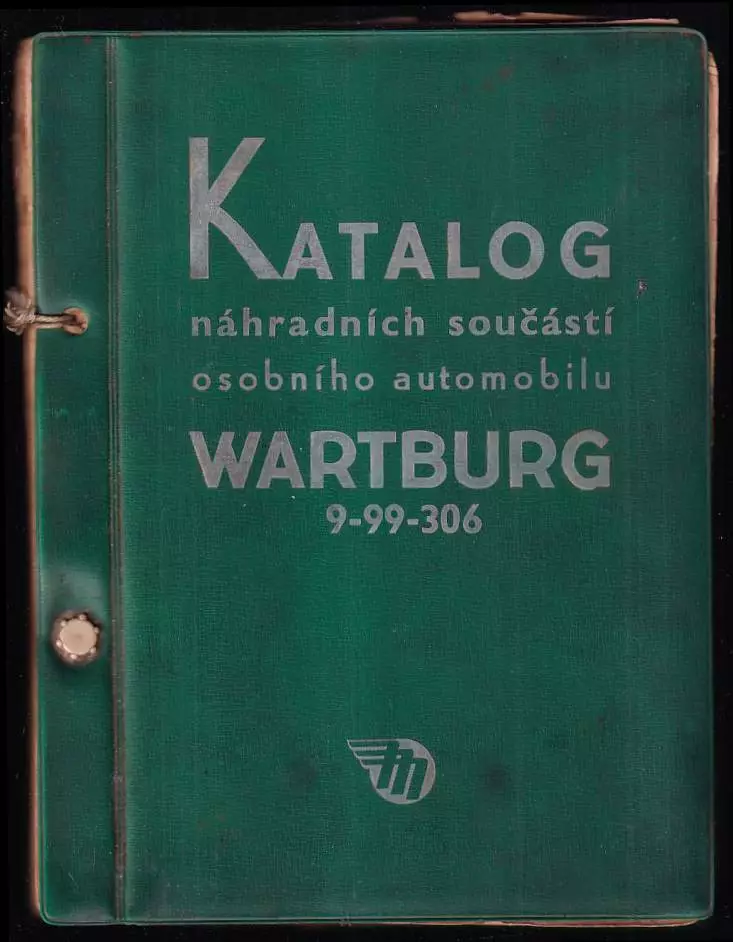 KATALOG
náhradních součástí
osobního automobilu
WARTBURG
9-99-306
m